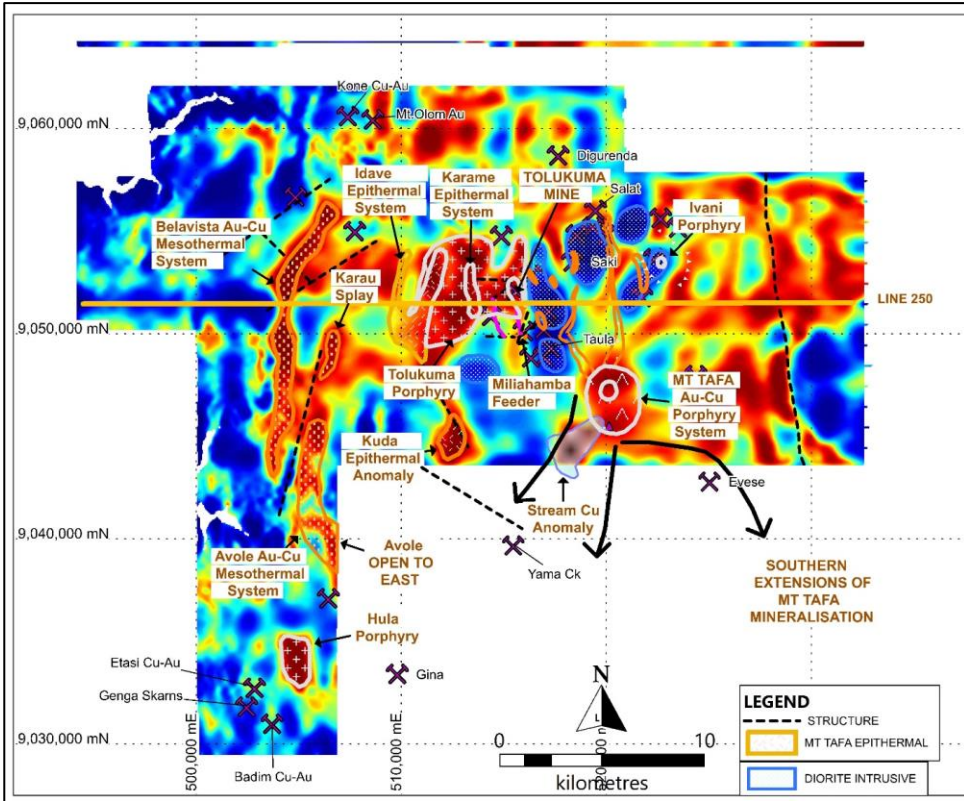 Kone Cu-Au
Mt.Olom Au
9,060,000 mN
Digurenda
Idave
Epithermal
System
Karame
Epithermal
System
TOLUKUMA
MINE
Salat
Ivani
Porphyry
Belavista Au-Cu
Mesothermal
System
Saki
Karau
Splay
LINE 250
9,050,000 mN
Taula
Tolukuma
Porphyry
Miliahamba
Feeder
MT TAFA
Au-Cu
Porphyry
System
Kuda
Epithermal
Anomaly
Evese
Stream Cu
Anomaly
9,040,000 mN
Avole Au-Cu
Mesothermal
System
Avole
OPEN TO
EAST
Yama Ck
SOUTHERN
EXTENSIONS OF
MT TAFA
MINERALISATION
Hula
Porphyry
Etasi Cu-Au
Gina
Genga Skarns
N
L
9,030,000 mN
500,000 mE
510,000 mE
Badim Cu-Au
0
10
kilometres
LEGEND
STRUCTURE
MT TAFA EPITHERMAL
DIORITE INTRUSIVE